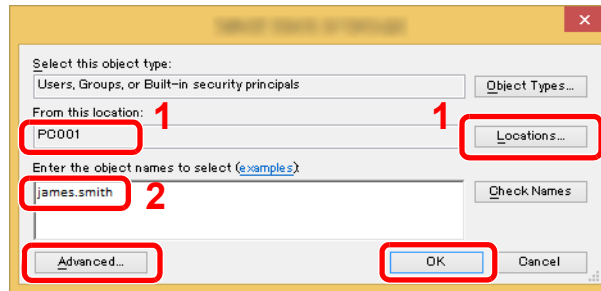 Select this object type:
Users, Groups, or Built-in security principals
Object Types...
From this location:
1
1
PC001
Locations...
Enter the object names to select (examples):
james.smith
2
Check Names
Advanced...
OK
Cancel